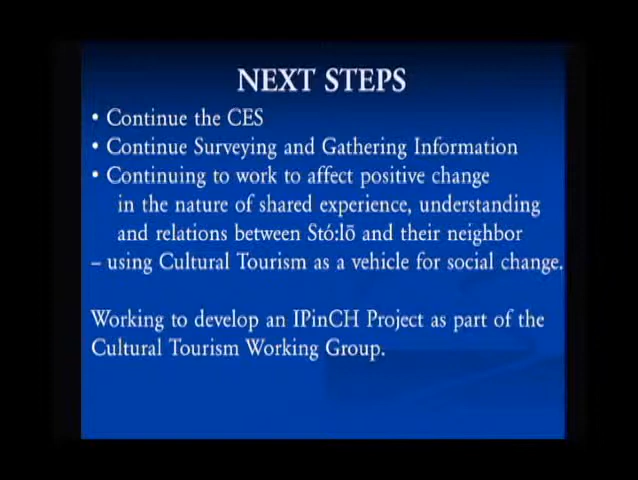 NEXT STEPS
• Continue the CES
• Continue Surveying and Gathering Information
• Continuing to work to affect positive change
in the nature of shared experience, understanding
and relations between Stó:lō and their neighbor
– using Cultural Tourism as a vehicle for social change.
Working to develop an IPinCH Project as part of the
Cultural Tourism Working Group.